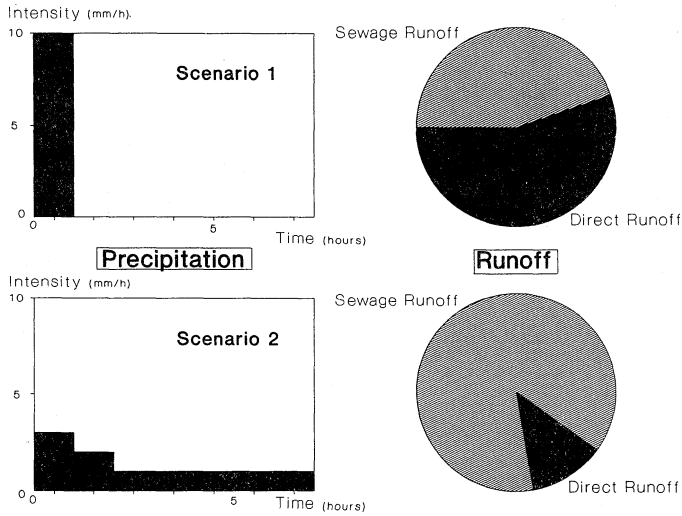 Intensity (mm/h).
10
5
0
0
5
Time (hours)
Scenario 1
Sewage Runoff
Direct Runoff
Precipitation
Runoff
Intensity (mm/h)
10
5
0
0
5
Time (hours)
Scenario 2
Sewage Runoff
Direct Runoff